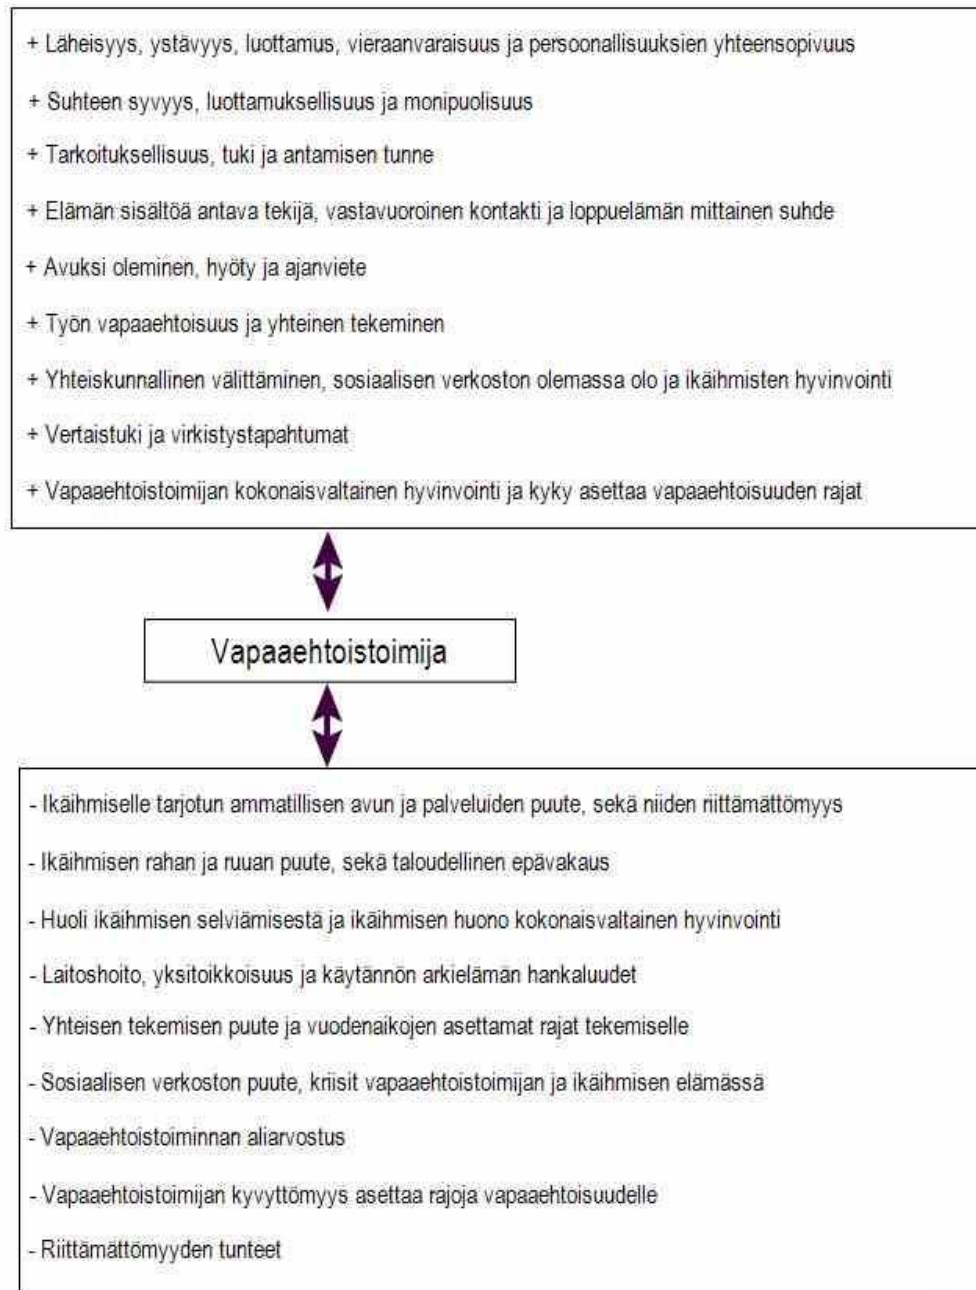 + Läheisyys, ystävyys, luottamus, vieraanvaraisuus ja persoonallisuuksien yhteensopivuus
+ Suhteen syvyys, luottamuksellisuus ja monipuolisuus
+ Tarkoituksellisuus, tuki ja antamisen tunne
+ Elämän sisältöä antava tekijä, vastavuoroinen kontakti ja loppuelämän mittainen suhde
+ Avuksi oleminen, hyöty ja ajanviete
+ Työn vapaaehtoisuus ja yhteinen tekeminen
+ Yhteiskunnallinen välittäminen, sosiaalisen verkoston olemassa olo ja ikäihmisten hyvinvointi
+ Vertaistuki ja virkistystapahtumat
+ Vapaaehtoistoimijan kokonaisvaltainen hyvinvointi ja kyky asettaa vapaaehtoisuuden rajat
Vapaaehtoistoimija
- Ikäihmiselle tarjotun ammatillisen avun ja palveluiden puute, sekä niiden riittämättömyys
- Ikäihmisen rahan ja ruuan puute, sekä taloudellinen epävakaus
- Huoli ikäihmisen selviämisestä ja ikäihmisen huono kokonaisvaltainen hyvinvointi
- Laitoshoito, yksitoikkoisuus ja käytännön arkielämän hankaluudet
- Yhteisen tekemisen puute ja vuodenaikojen asettamat rajat tekemiselle
- Sosiaalisen verkoston puute, kriisit vapaaehtoistoimijan ja ikäihmisen elämässä
- Vapaaehtoistoiminnan aliarvostus
- Vapaaehtoistoimijan kyvyttömyys asettaa rajoja vapaaehtoisuudelle
- Riittämättömyyden tunteet